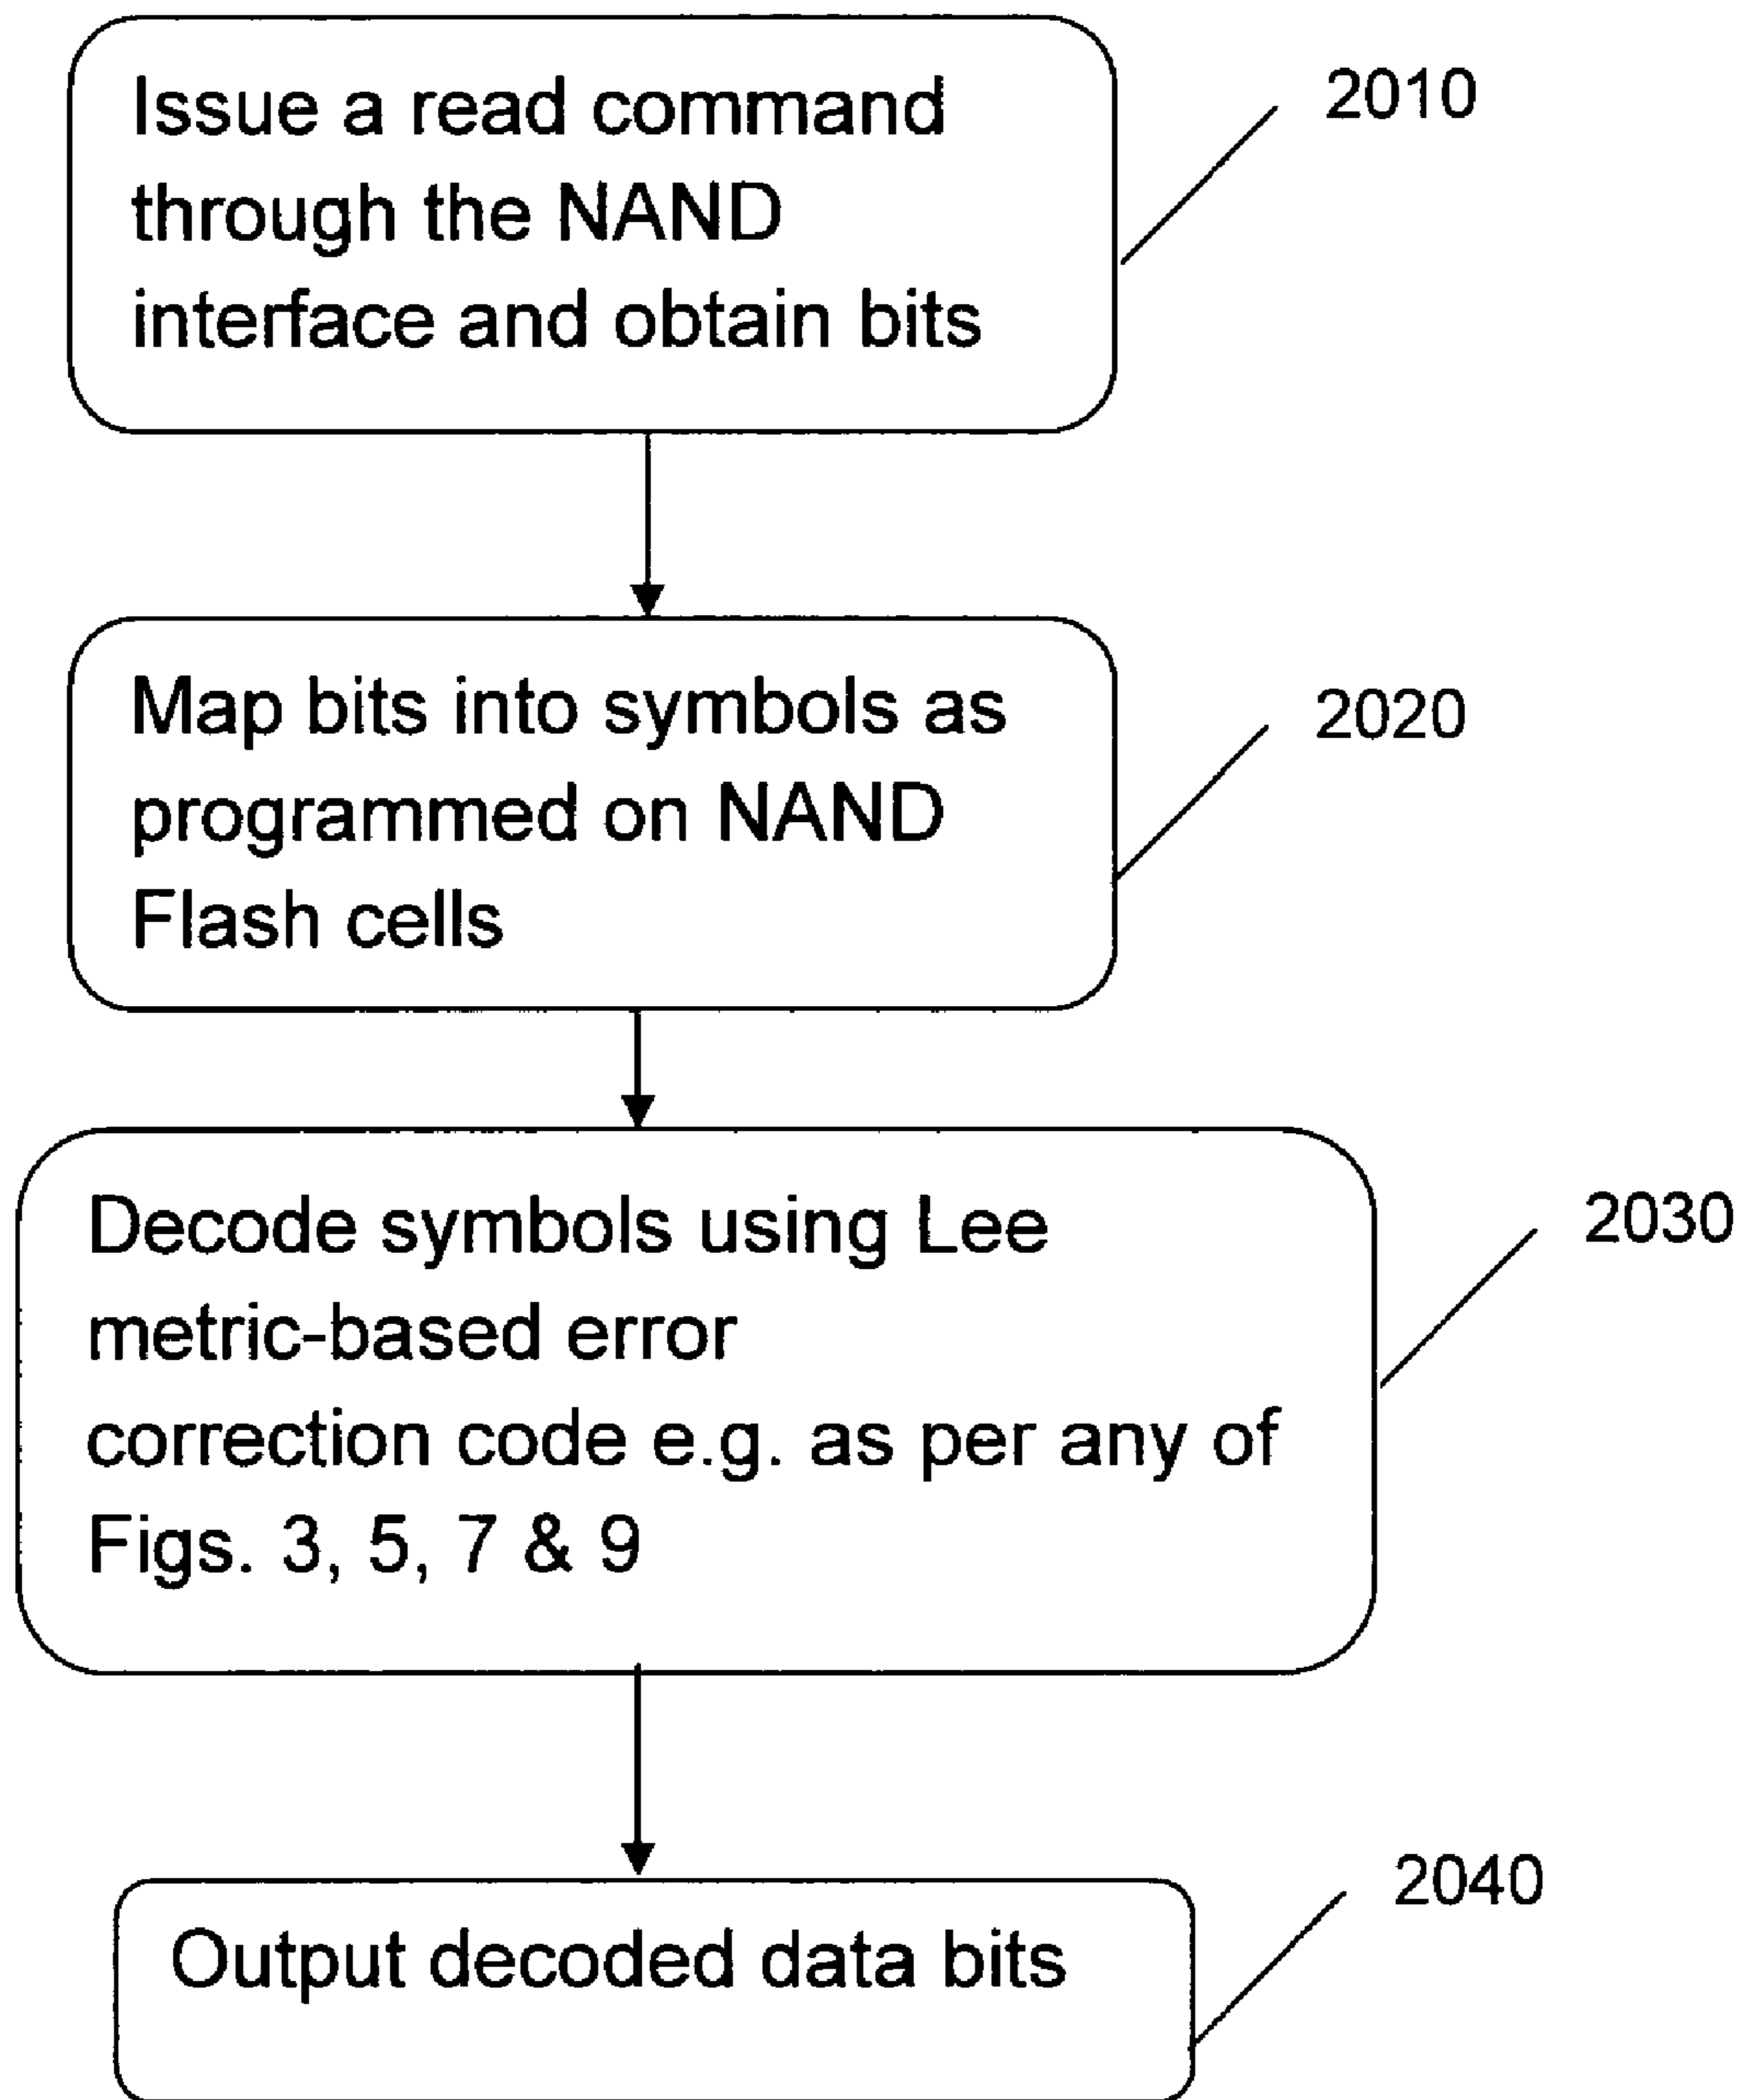 Issue a read command
through the NAND
interface and obtain bits
2010
Map bits into symbols as
programmed on NAND
Flash cells
2020
Decode symbols using Lee
metric-based error
correction code e.g. as per any of
Figs. 3, 5, 7 & 9
2030
Output decoded data bits
2040